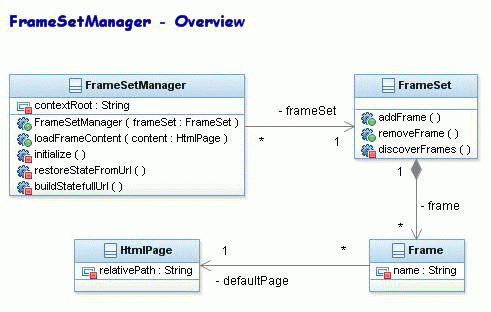 FrameSetManager - Overview
FrameSetManager
contextRoot : String
FrameSetManager ( frameSet : FrameSet )
loadFrameContent ( content : HtmlPage )
initialize ( )
restoreStateFromUrl ( )
buildStatefullUrl ( )
- frameSet
* 1
FrameSet
addFrame ( )
removeFrame ( )
discoverFrames ( )
1
- frame
*
HtmlPage
relativePath : String
1 *
- defaultPage
Frame
name : String